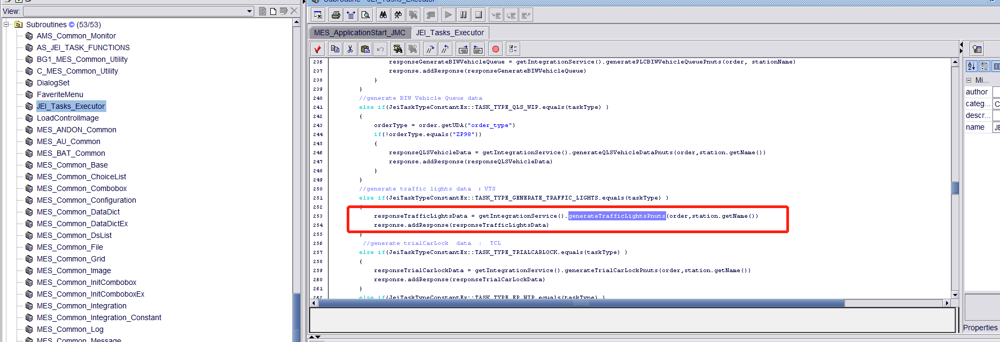 Subroutine - JEI_Tasks_Executor
View:
Subroutines © (53/53)
AMS_Common_Monitor
AS_JEI_TASK_FUNCTIONS
BG1_MES_Common_Utility
C_MES_Common_Utility
DialogSet
FaveriteMenu
JEI_Tasks_Executor
LoadControlImage
MES_ANDON_Common
MES_AU_Common
MES_BAT_Common
MES_Common_Base
MES_Common_ChoiceList
MES_Common_Combobox
MES_Common_Configuration
MES_Common_DataDict
MES_Common_DataDictEx
MES_Common_DsList
MES_Common_File
MES_Common_Grid
MES_Common_Image
MES_Common_InitCombobox
MES_Common_InitComboboxEx
MES_Common_Integration
MES_Common_Integration_Constant
MES_Common_Log
MES_Common_Message
MES_ApplicationStart_JMC JEI_Tasks_Executor
236 responseGenerateBIWVehicleQueue = getIntegrationService().generatePLCBIWVehicleQueuePnuts(order, stationName)
237 response.addResponse(responseGenerateBIWVehicleQueue)
238 }
239 }
240 //generate BIW Vehicle Queue data
241 else if(JeiTaskTypeConstantEx::TASK_TYPE_QLS_WIP.equals(taskType) )
242 {
243 orderType = order.getUDA("order_type")
244 if(!orderType.equals("ZP98"))
245 {
246 responseQLSVehicleData = getIntegrationService().generateQLSVehicleDataPnuts(order,station.getName())
247 response.addResponse(responseQLSVehicleData)
248 }
249 }
250 //generate traffic lights data : VTS
251 else if(JeiTaskTypeConstantEx::TASK_TYPE_GENERATE_TRAFFIC_LIGHTS.equals(taskType) )
252 {
253 responseTrafficLightsData = getIntegrationService().generateTrafficLightsPnuts(order,station.getName())
254 response.addResponse(responseTrafficLightsData)
255 }
256 //generate trialCarLock data : TCL
257 else if(JeiTaskTypeConstantEx::TASK_TYPE_TRIALCARLOCK.equals(taskType) )
258 {
259 responseTrialCarLockData = getIntegrationService().generateTrialCarLockPnuts(order,station.getName())
260 response.addResponse(responseTrialCarLockData)
261 }
262 else if(JeiTaskTypeConstantEx::TASK_TYPE_EP_WIP.equals(taskType) )
Mi...
author
categ... C
descr...
name JE
Properties